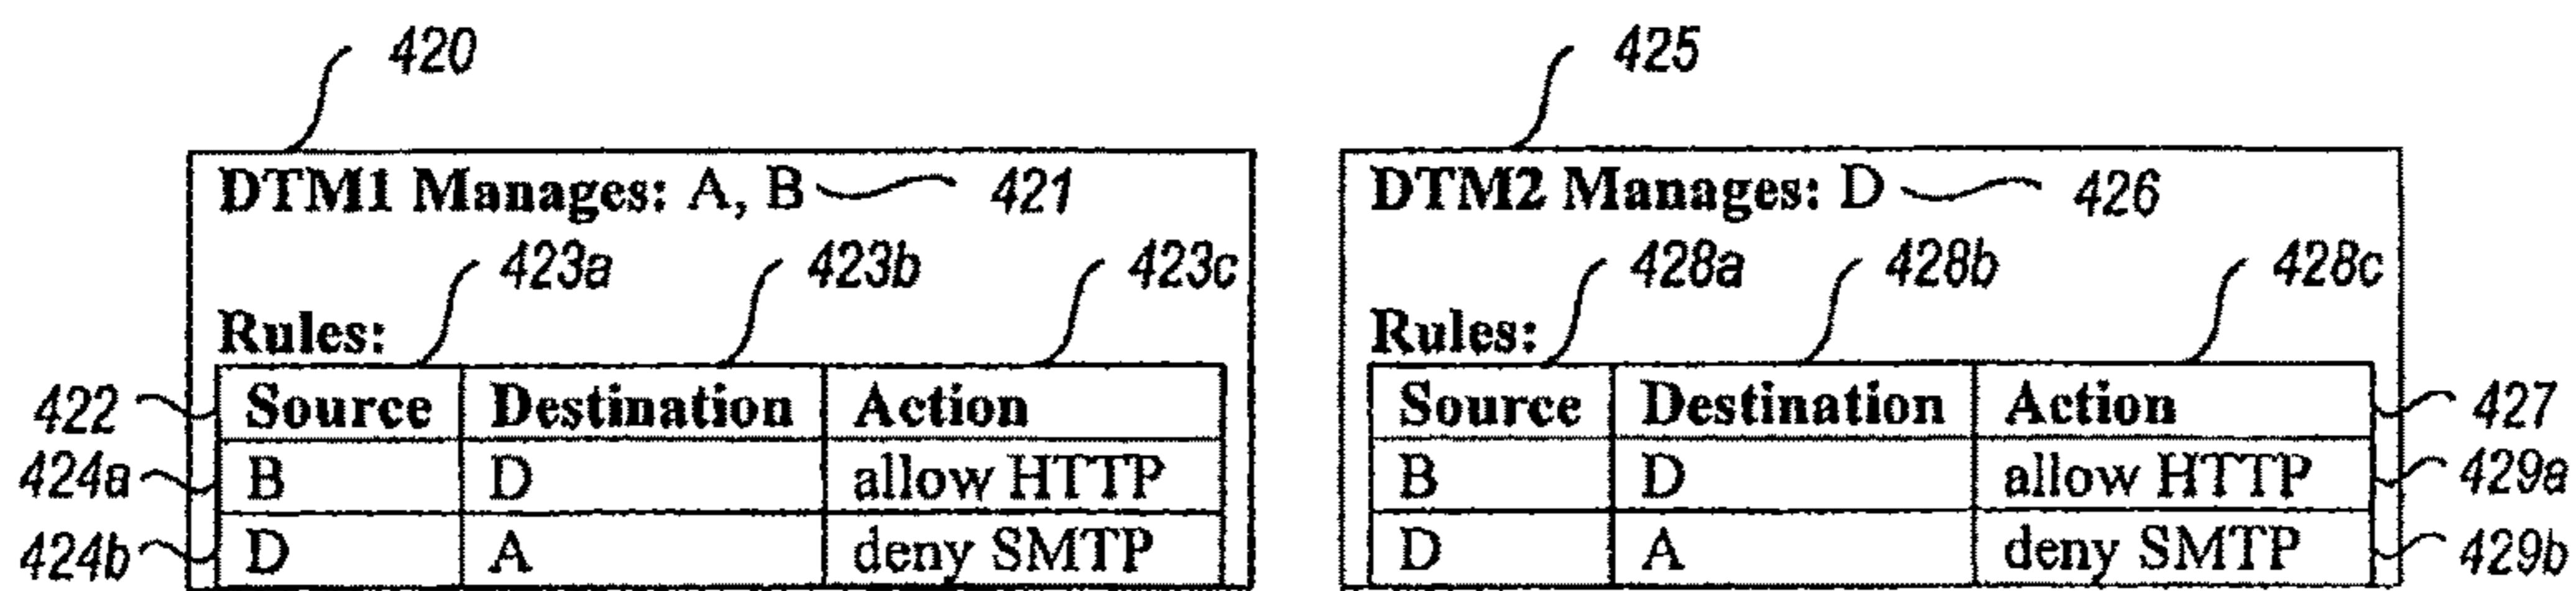 420 425
DTM1 Manages: A, B 421 DTM2 Manages: D 426
423a 423b 423c 428a 428b 428c
Rules: Rules:
422 Source Destination Action Source Destination Action 427
424a B D allow HTTP B D allow HTTP 429a
424b D A deny SMTP D A deny SMTP 429b